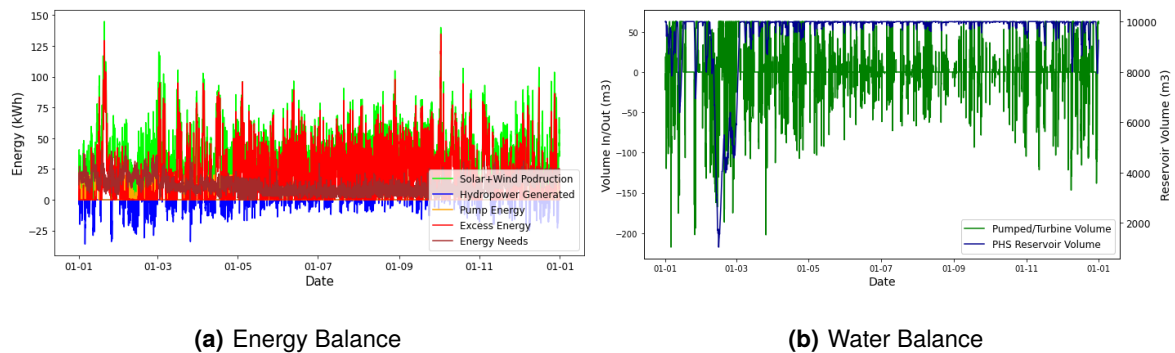 150
125
100
75
50
25
0
−25
Energy (kWh)
01-01
01-03
01-05
01-07
01-09
01-11
01-01
Date
Solar+Wind Podruction
Hydropower Generated
Pump Energy
Excess Energy
Energy Needs
(a) Energy Balance
50
0
−50
−100
−150
−200
Volume In/Out (m3)
10000
8000
6000
4000
2000
Reservoir Volume (m3)
01-01
01-03
01-05
01-07
01-09
01-11
01-01
Date
Pumped/Turbine Volume
PHS Reservoir Volume
(b) Water Balance